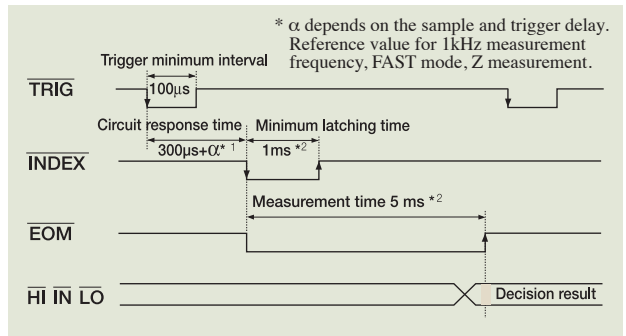 * α depends on the sample and trigger delay.
Reference value for 1kHz measurement
frequency, FAST mode, Z measurement.
Trigger minimum interval
TRIG
100μs
Circuit response time
Minimum latching time
300μs+α* 1
1ms *2
INDEX
Measurement time 5 ms *2
EOM
HI IN LO
Decision result